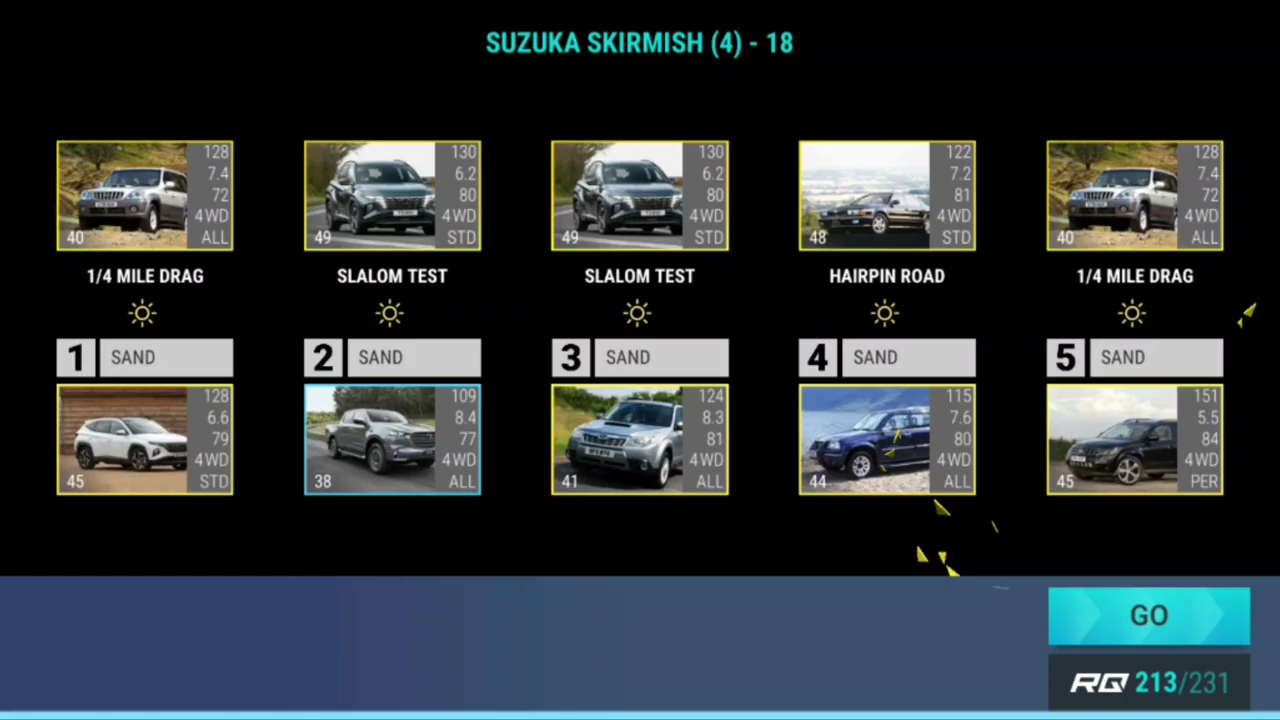 SUZUKA SKIRMISH (4) - 18
128
7.4
72
4WD
ALL
40
130
6.2
80
4WD
STD
49
130
6.2
80
4WD
STD
49
122
7.2
81
4WD
STD
48
128
7.4
72
4WD
ALL
40
1/4 MILE DRAG
SLALOM TEST
SLALOM TEST
HAIRPIN ROAD
1/4 MILE DRAG
1 SAND
2 SAND
3 SAND
4 SAND
5 SAND
128
6.6
79
4WD
STD
45
109
8.4
77
4WD
ALL
38
124
8.3
81
4WD
ALL
41
115
7.6
80
4WD
ALL
44
151
5.5
84
4WD
PER
45
GO
RQ 213/231